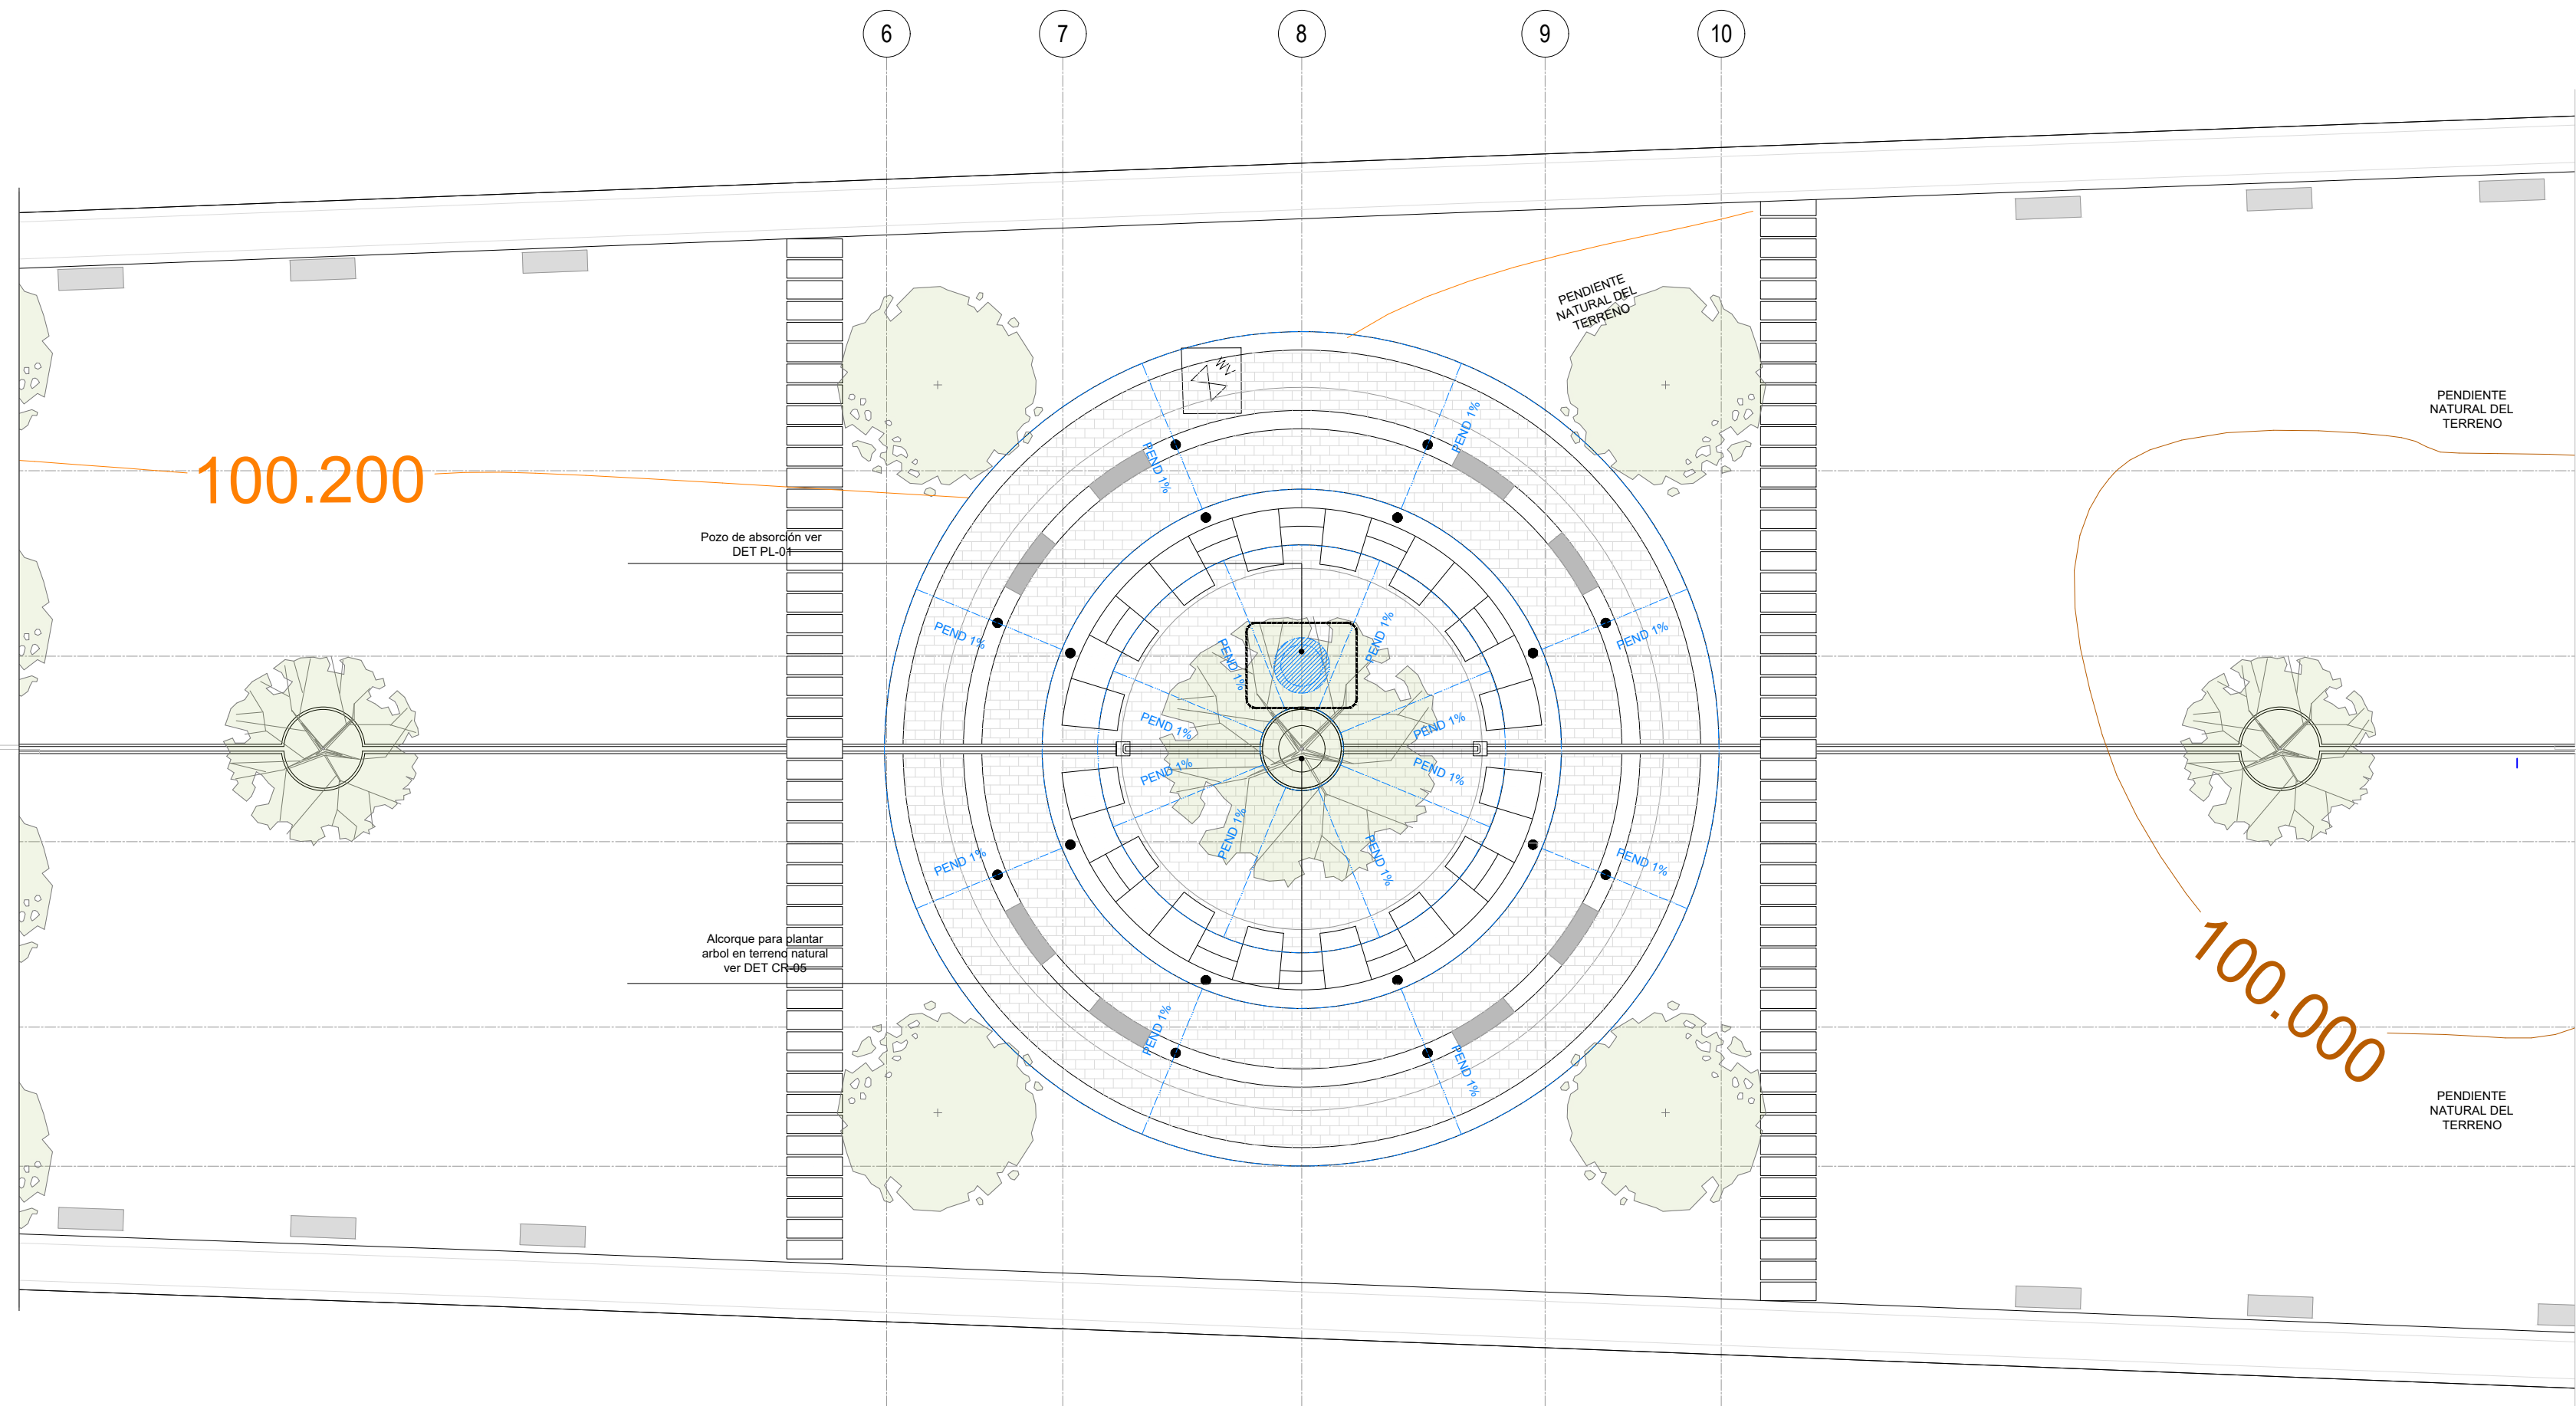 6
7
8
9
10
PENDIENTE
NATURAL DEL
TERRENO
PENDIENTE
NATURAL DEL
TERRENO
PEND 1%
PEND 1%
100.200
Pozo de absorción ver
DET PL-01
PEND 1%
PEND 1%
PEND 1%
PEND 1%
PEND 1%
PEND 1%
PEND 1%
PEND 1%
PEND 1%
PEND 1%
PEND 1%
PEND 1%
Alcorque para plantar
arbol en terreno natural
ver DET CR-05
100.000
PEND 1%
PEND 1%
PENDIENTE
NATURAL DEL
TERRENO